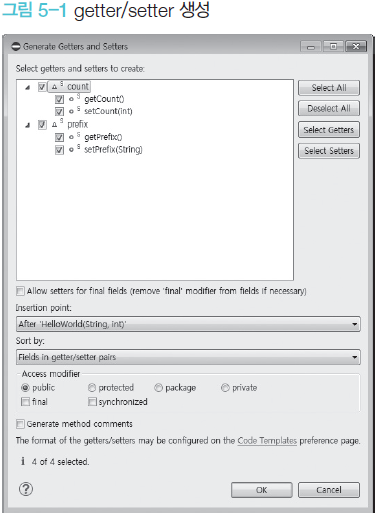 그림 5-1 getter/setter 생성
Generate Getters and Setters
Select getters and setters to create:
count
S
getCount()
S
setCount(int)
S
prefix
S
getPrefix()
S
setPrefix(String)
S
Select All
Deselect All
Select Getters
Select Setters
Allow setters for final fields (remove 'final' modifier from fields if necessary)
Insertion point:
After 'HelloWorld(String, int)'
Sort by:
Fields in getter/setter pairs
Access modifier
public protected package private
final synchronized
Generate method comments
The format of the getters/setters may be configured on the Code Templates preference page.
i 4 of 4 selected.
?
OK Cancel